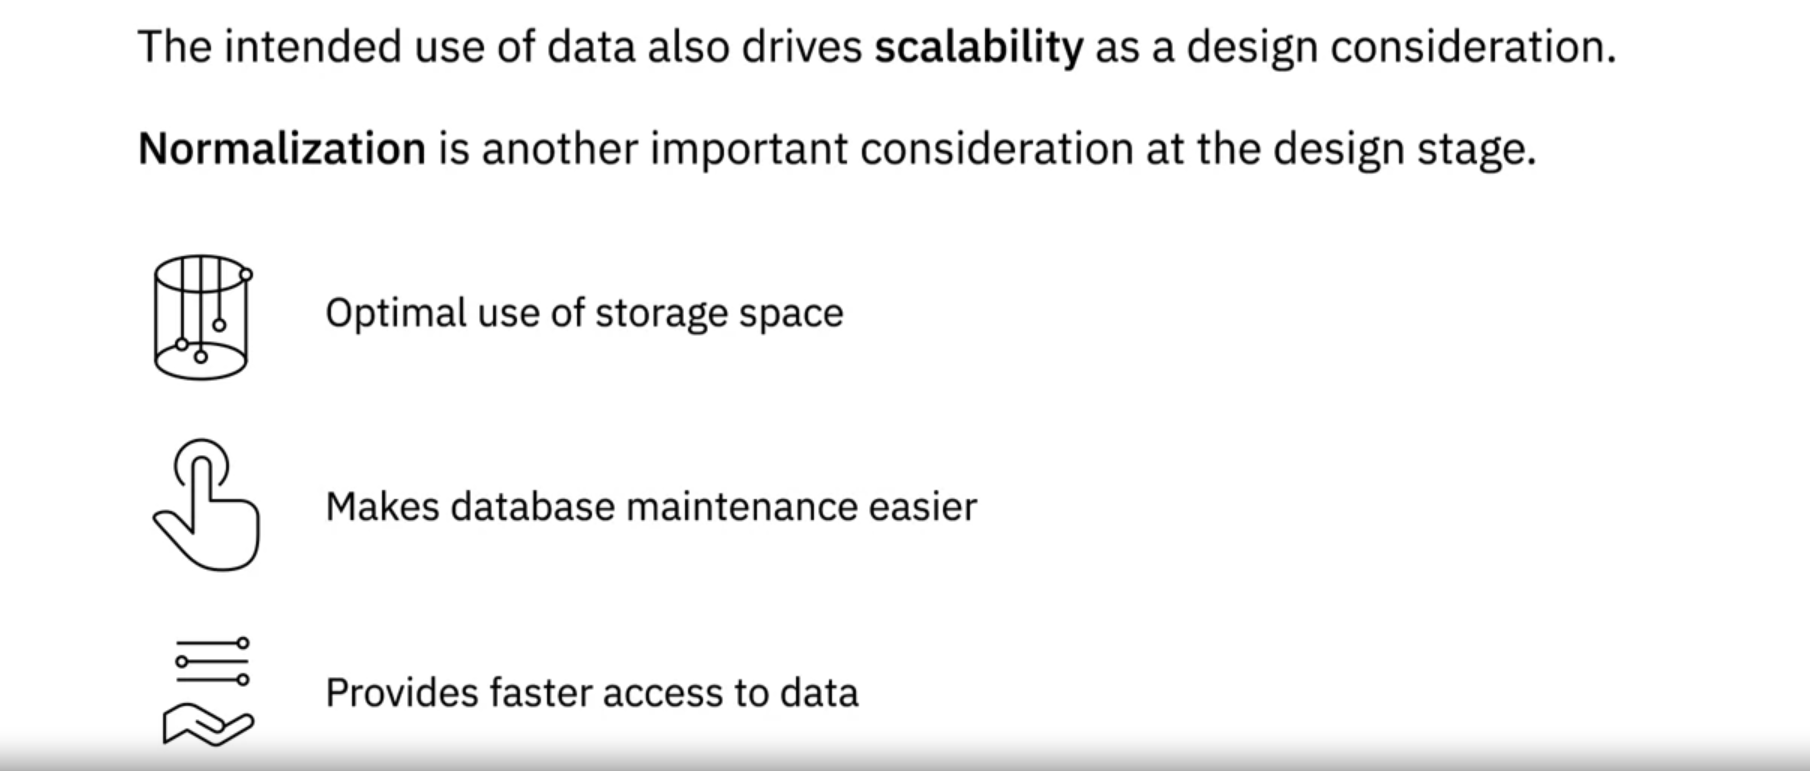 The intended use of data also drives scalability as a design consideration.
Normalization is another important consideration at the design stage.
Optimal use of storage space
Makes database maintenance easier
Provides faster access to data